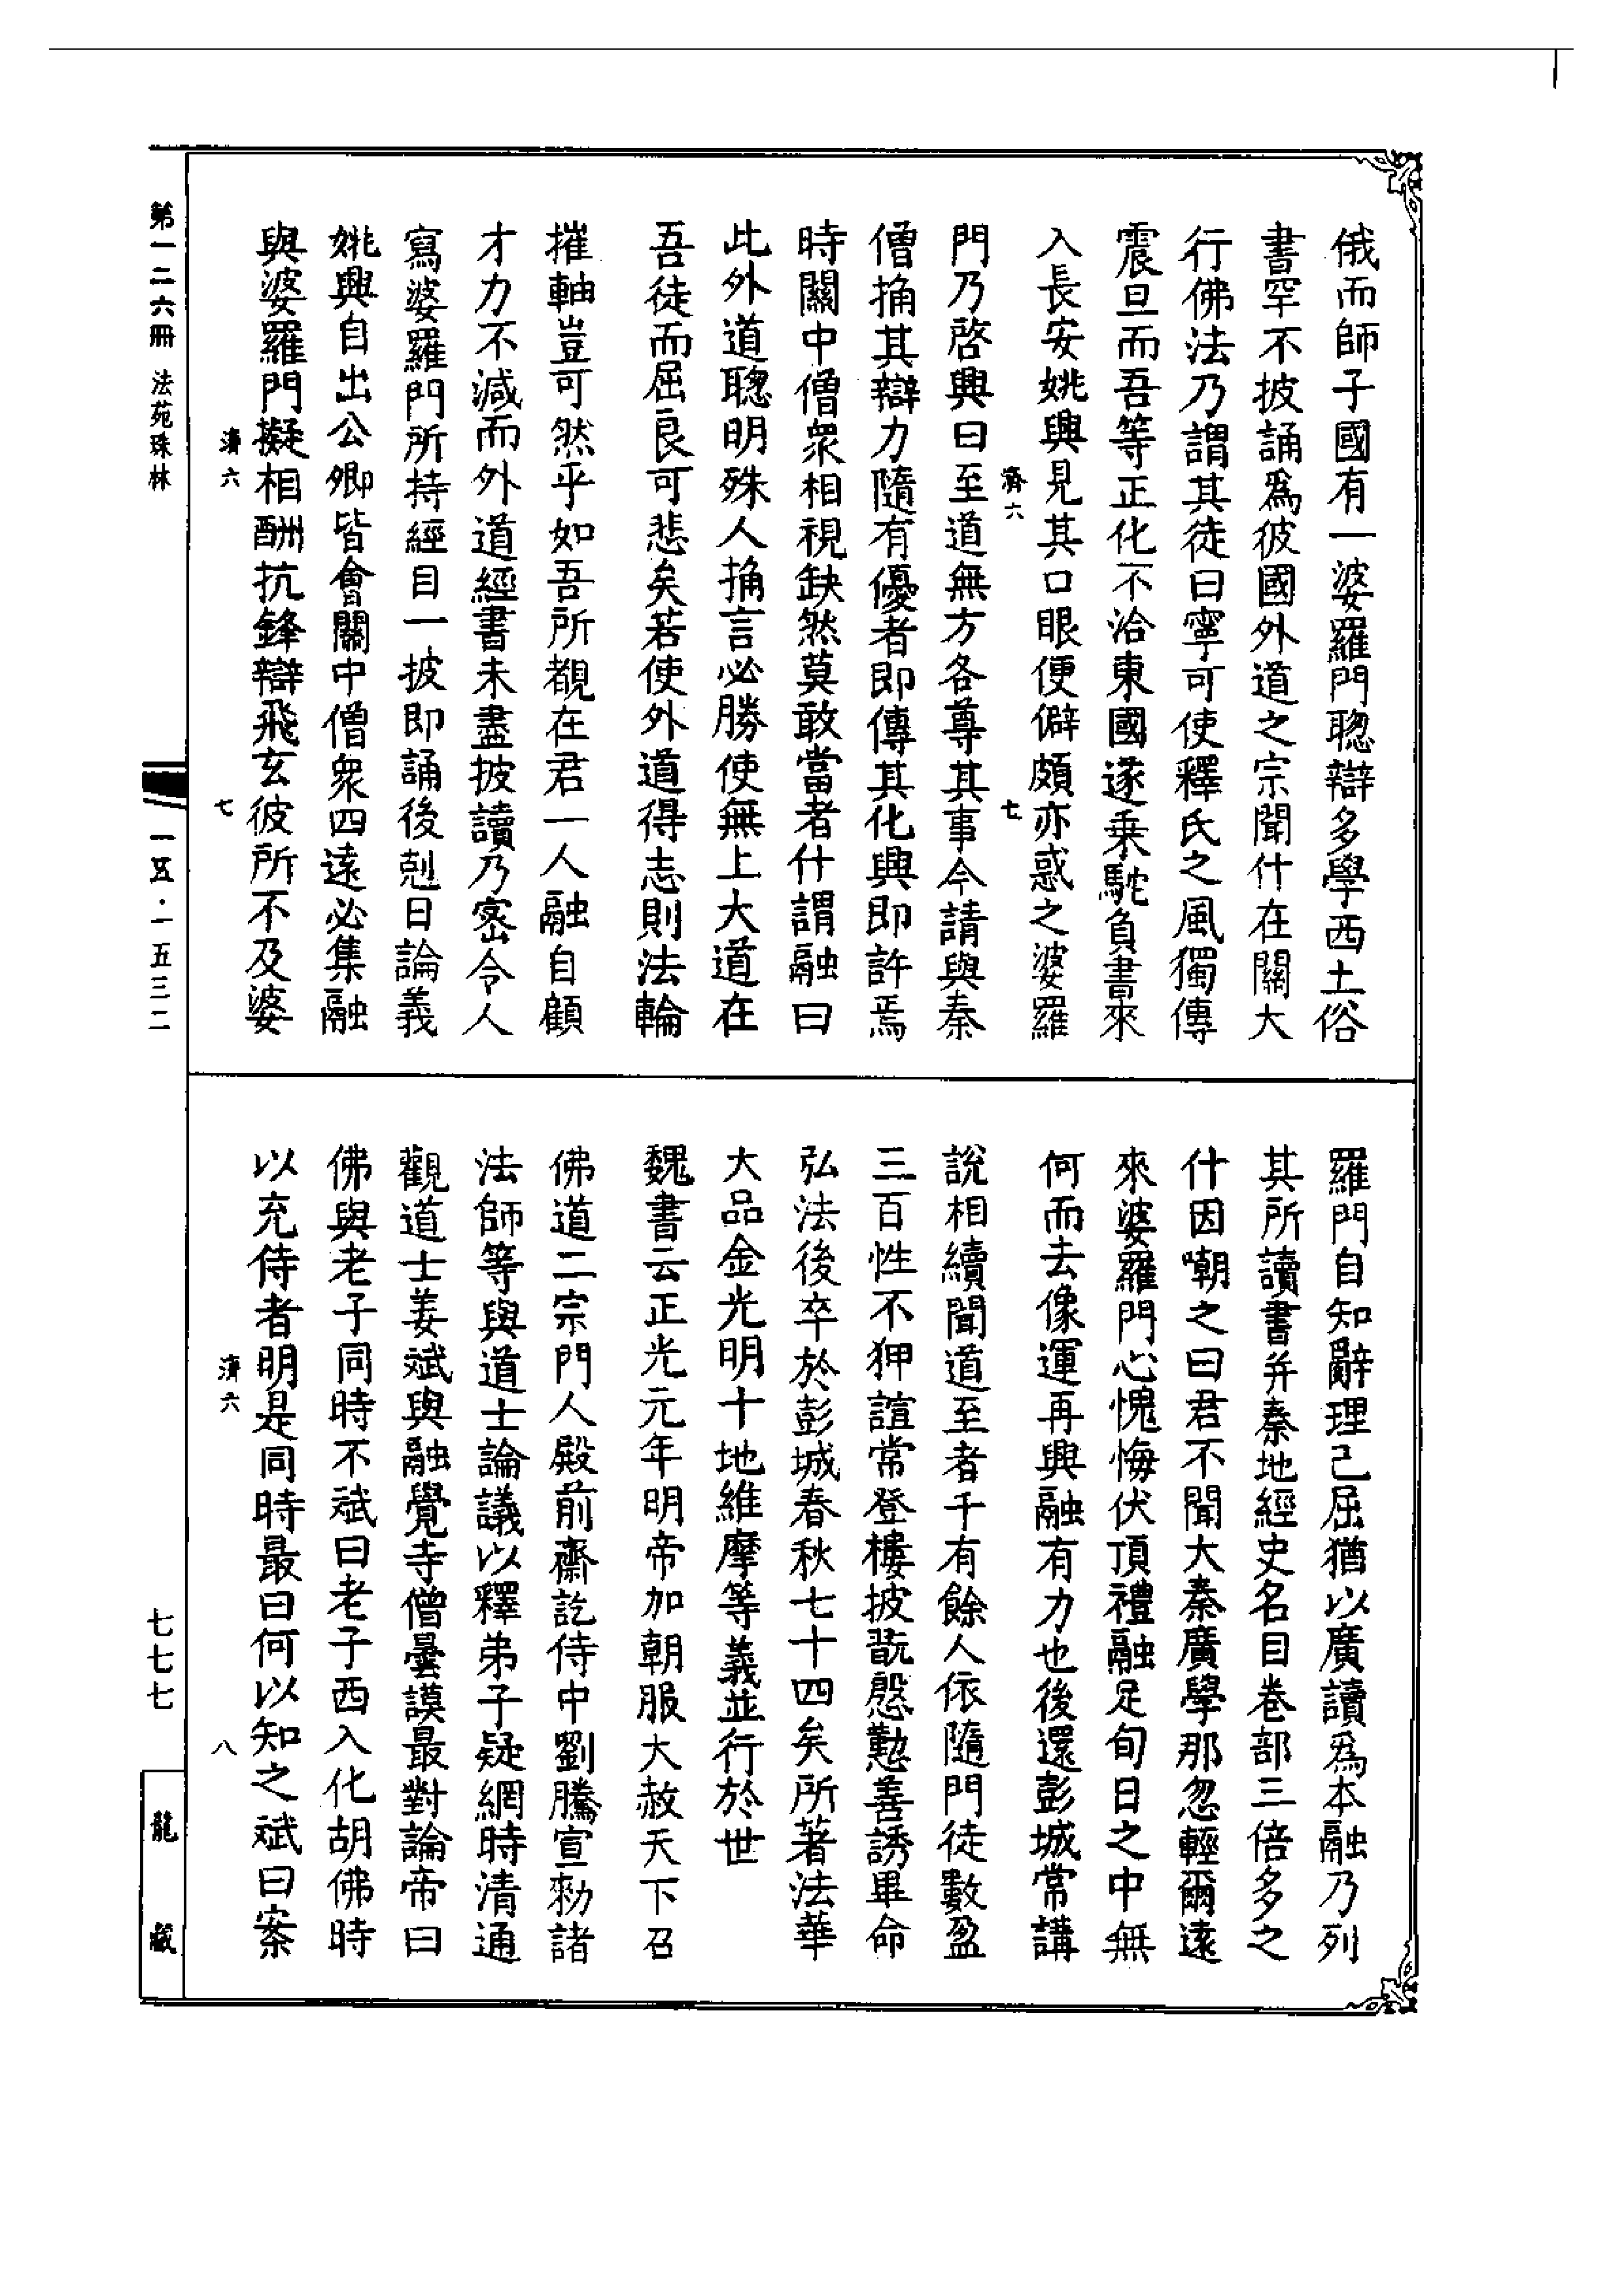 俄而師子國有一婆羅門聰辯多學西土俗
書罕不披誦爲彼國外道之宗聞什在關大
行佛法乃謂其徒曰寧可使釋氏之風獨傳
震旦而吾等正化不洽東國遂乘駝負書來
入長安姚興見其口眼便僻頗亦惑之婆羅
濟六
七
門乃啓興曰至道無方各尊其事今請與秦
僧捔其辯力隨有優者即傳其化興即許焉
時關中僧衆相視缺然莫敢當者什謂融曰
此外道聰明殊人捔言必勝使無上大道在
吾徒而屈良可悲矣若使外道得志則法輪
摧軸豈可然乎如吾所覩在君一人融自顧
才力不減而外道經書未盡披讀乃密令人
寫婆羅門所持經目一披即誦後剋日論義
姚興自出公卿皆會關中僧衆四遠必集融
與婆羅門擬相酬抗鋒辯飛玄彼所不及婆
濟六
七
羅門自知辭理已屈猶以廣讀爲本融乃列
其所讀書并秦地經史名目卷部三倍多之
什因嘲之曰君不聞大秦廣學那忽輕爾遠
來婆羅門心愧悔伏頂禮融足旬日之中無
何而去像運再興融有力也後還彭城常講
說相續聞道至者千有餘人依隨門徒數盈
三百性不狎諠常登樓披翫慇懃善誘畢命
弘法後卒於彭城春秋七十四矣所著法華
大品金光明十地維摩等義並行於世
魏書云正光元年明帝加朝服大赦天下召
佛道二宗門人殿前齋訖侍中劉騰宣勑諸
法師等與道士論議以釋弟子疑網時清通
觀道士姜斌與融覺寺僧曇謨最對論帝曰
佛與老子同時不斌曰老子西入化胡佛時
以充侍者明是同時最曰何以知之斌曰案
濟六
八
第一二六冊 法苑珠林
一五·一五三二
七七七
龍藏